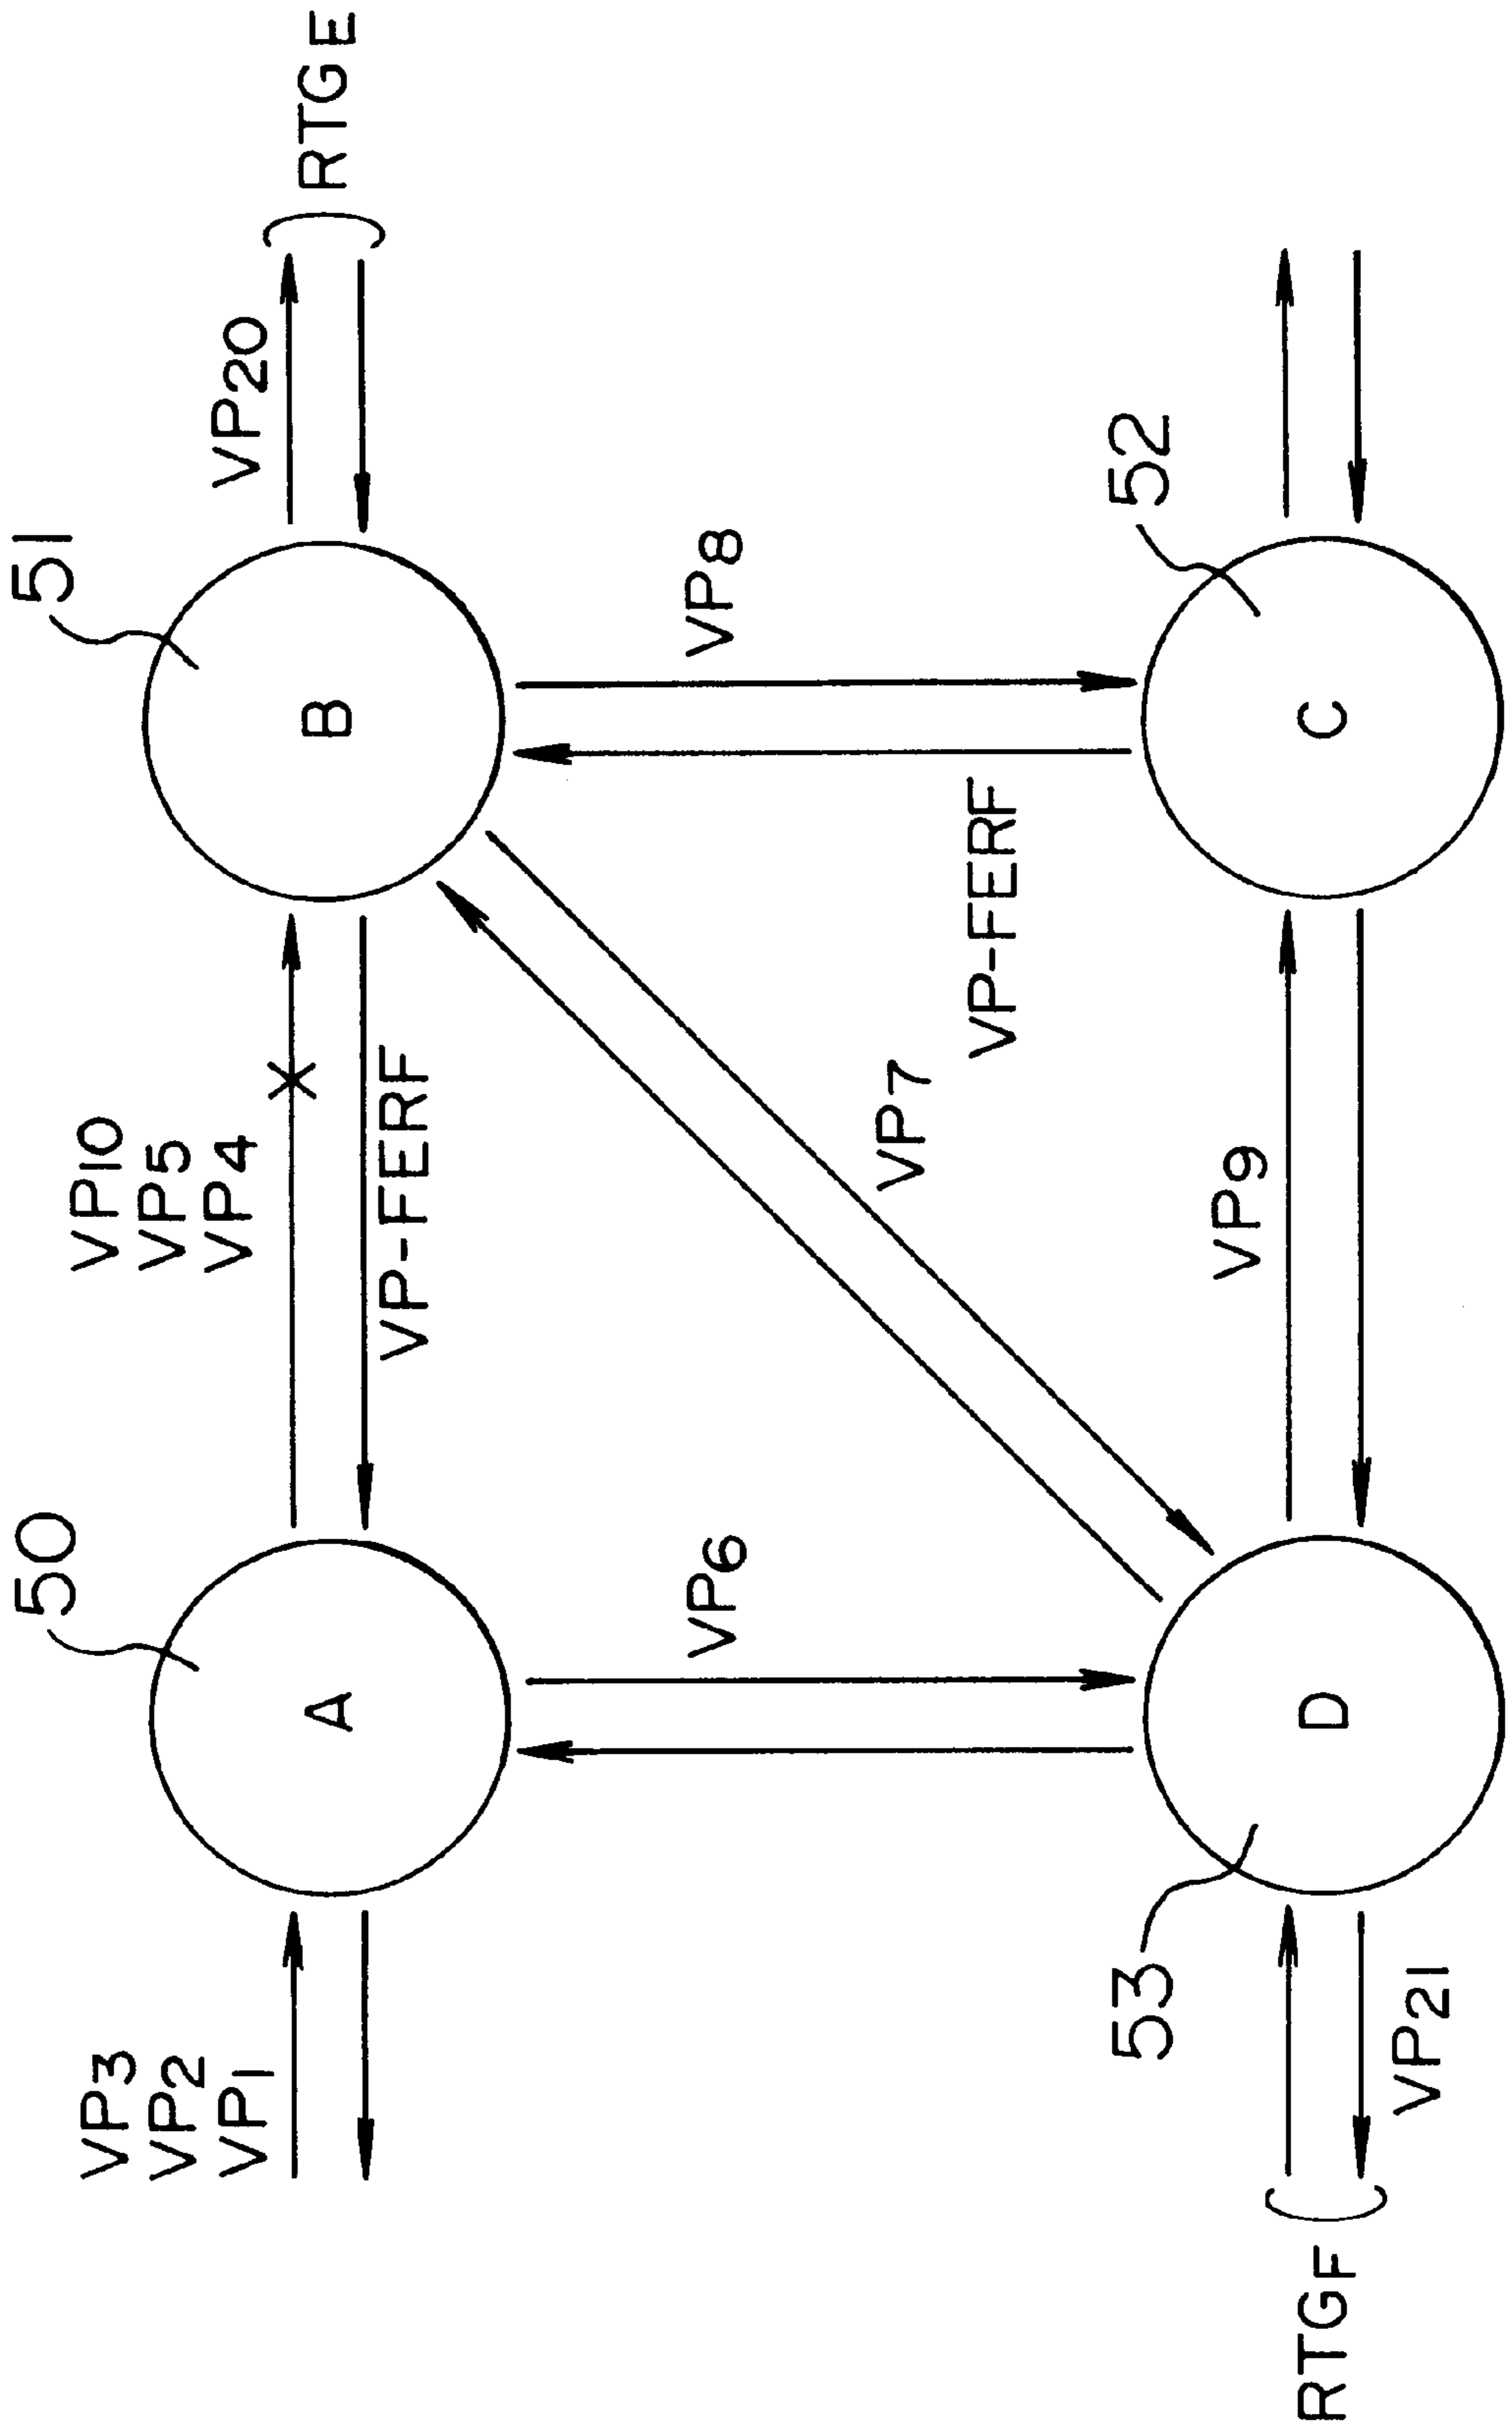 50
51
VP3
VP2
VP1
VP10
VP5
VP4
VP20
RTGE
A
B
VP-FERF
VP6
VP8
VP7
VP-FERF
53
52
VP9
RTGF
D
C
VP21